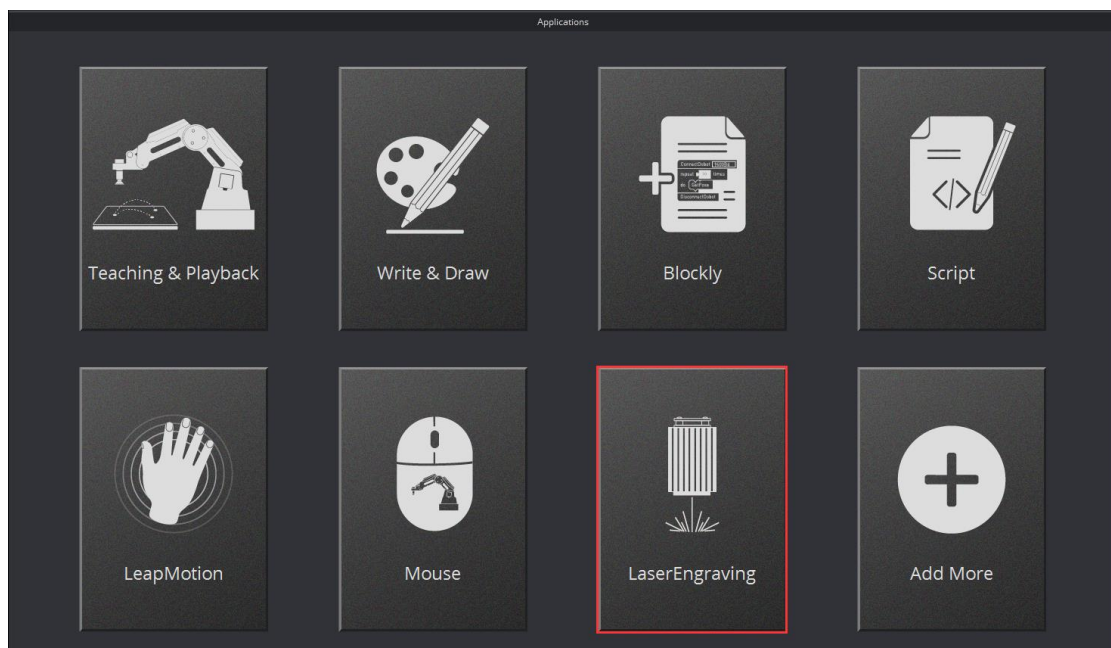 Applications
Teaching & Playback
Write & Draw
Blockly
Script
LeapMotion
Mouse
LaserEngraving
Add More